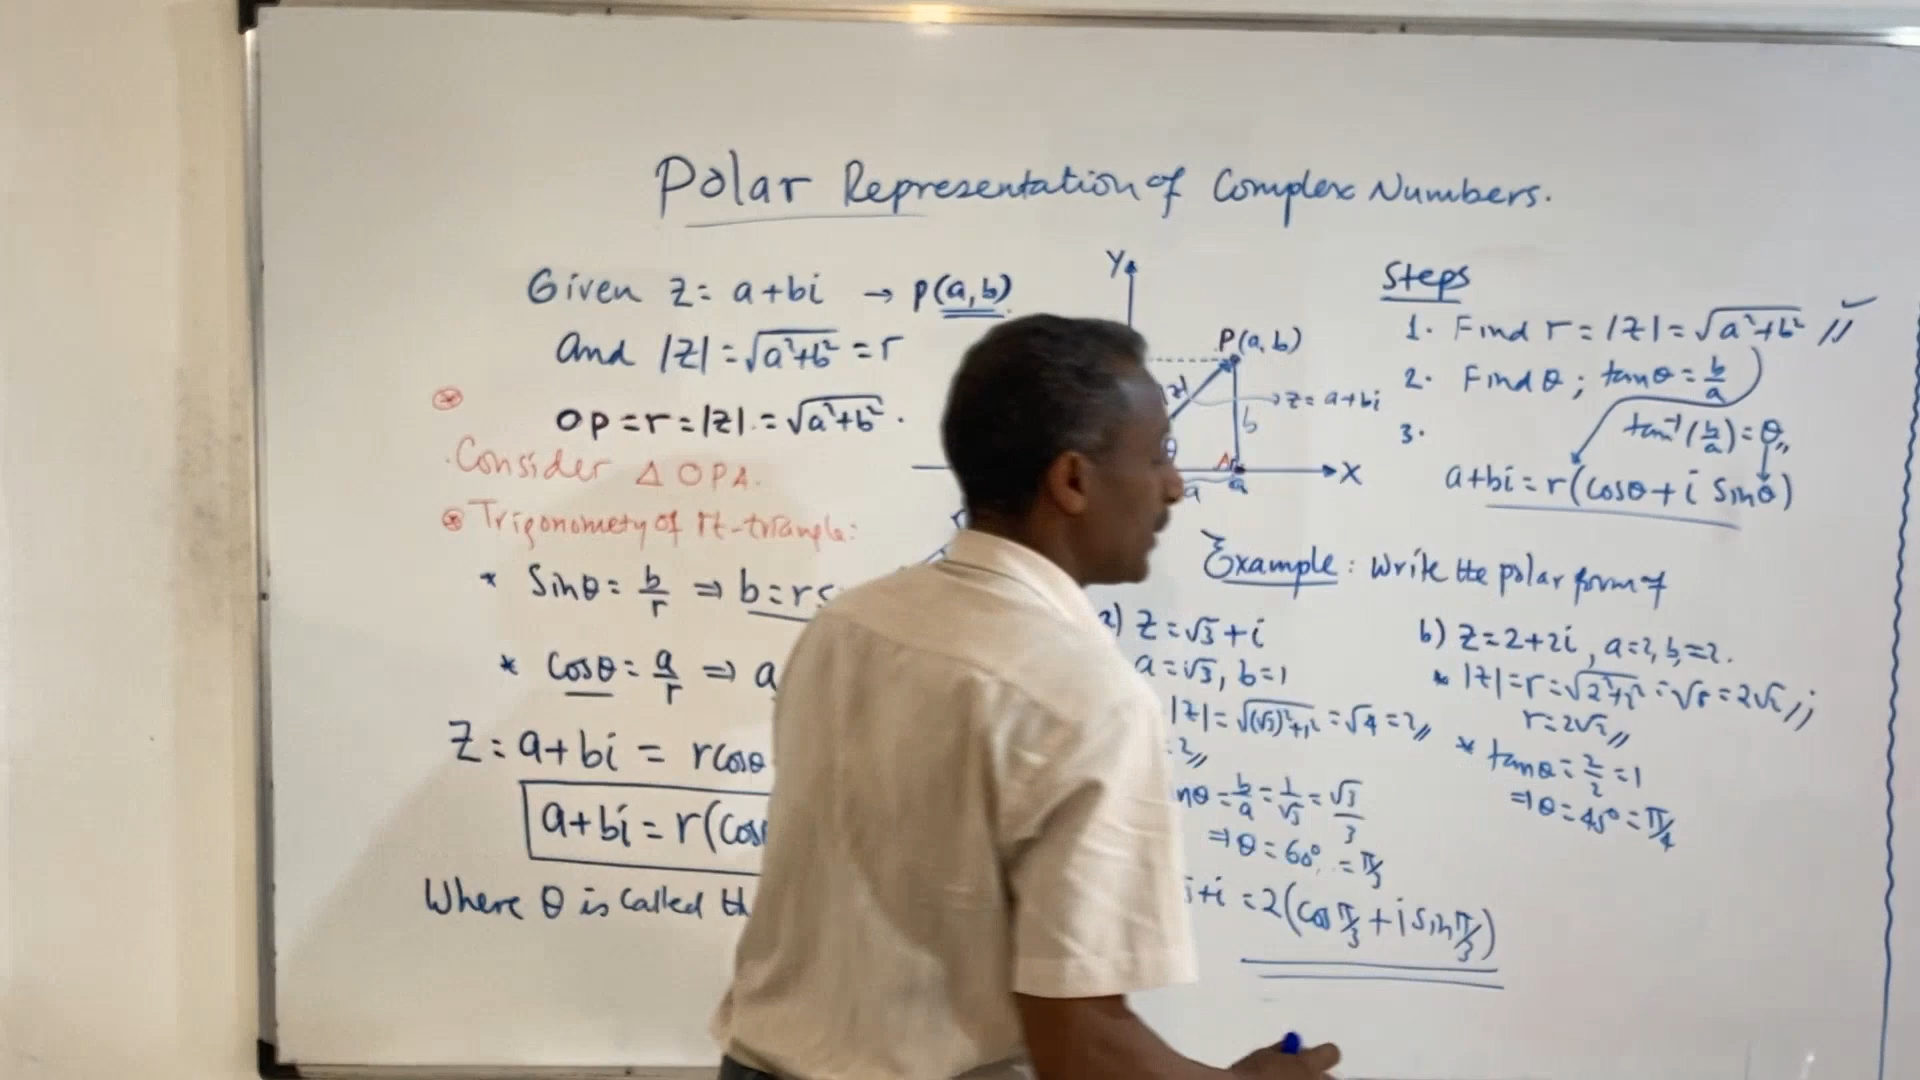 Polar Representation of Complex Numbers.
Given z = a+bi → P(a,b)
And |z| = √a²+b² = r
OP = r = |z| = √a²+b².
Consider Δ OPA.
Trigonomety of rt-triangle:
* Sinθ = b/r ⇒ b = r
* Cosθ = a/r ⇒ a
Z = a+bi = rcosθ
a+bi = r(Cos
Where θ is called th
Y
P(a,b)
|z|
→ z = a+bi
b
θ
A
X
a
a
Steps
1. Find r = |z| = √a²+b² //
2. Find θ ; tanθ = b/a
tan⁻¹(b/a) = θ,,
3.
a+bi = r(cosθ + i Sinθ)
Example: Write the polar form of
a) Z = √3+i
a = √3, b=1
|z| = √(√3)²+1² = √4 = 2//
= 2//
nθ = b/a = 1/√3 = √3/3
⇒ θ = 60° = π/3
+i = 2(Cos π/3 + i Sin π/3)
b) Z = 2+2i, a=2, b=2.
* |z| = r = √2²+2² = √8 = 2√2 //
r = 2√2 //
* tanθ = 2/2 = 1
⇒ θ = 45° = π/4